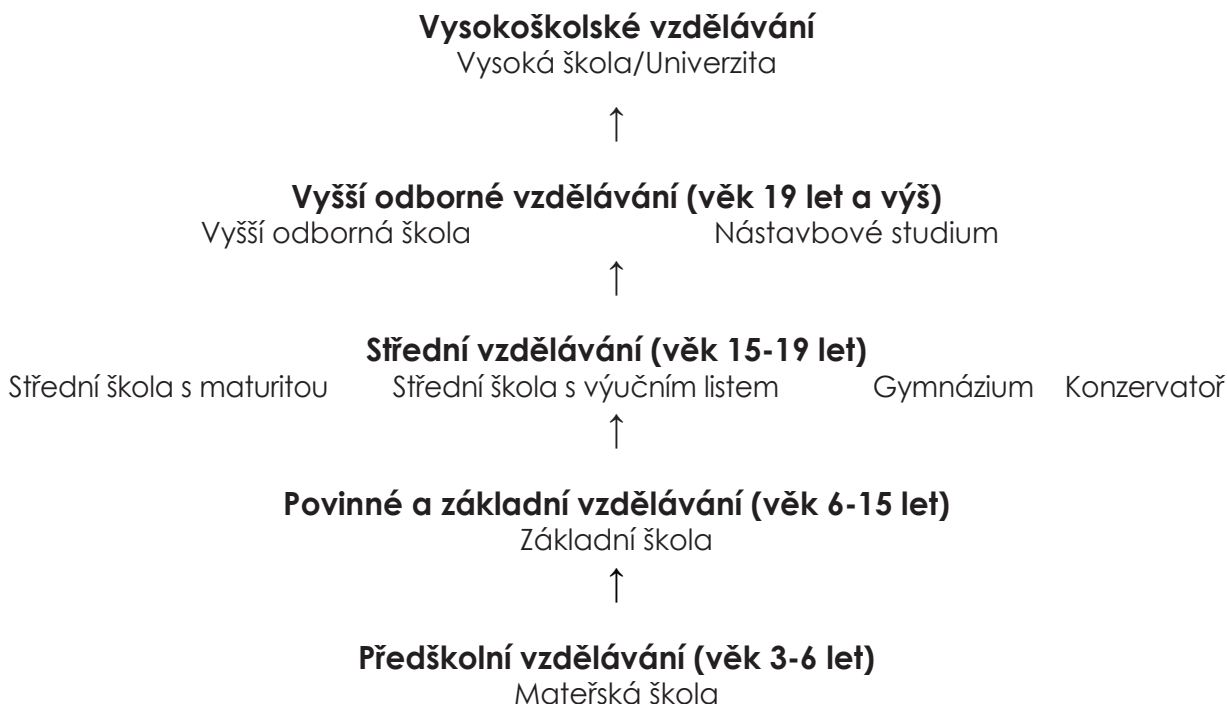 Vysokoškolské vzdělávání
Vysoká škola/Univerzita
↑
Vyšší odborné vzdělávání (věk 19 let a výš)
Vyšší odborná škola Nástavbové studium
↑
Střední vzdělávání (věk 15-19 let)
Střední škola s maturitou Střední škola s výučním listem Gymnázium Konzervatoř
↑
Povinné a základní vzdělávání (věk 6-15 let)
Základní škola
↑
Předškolní vzdělávání (věk 3-6 let)
Mateřská škola